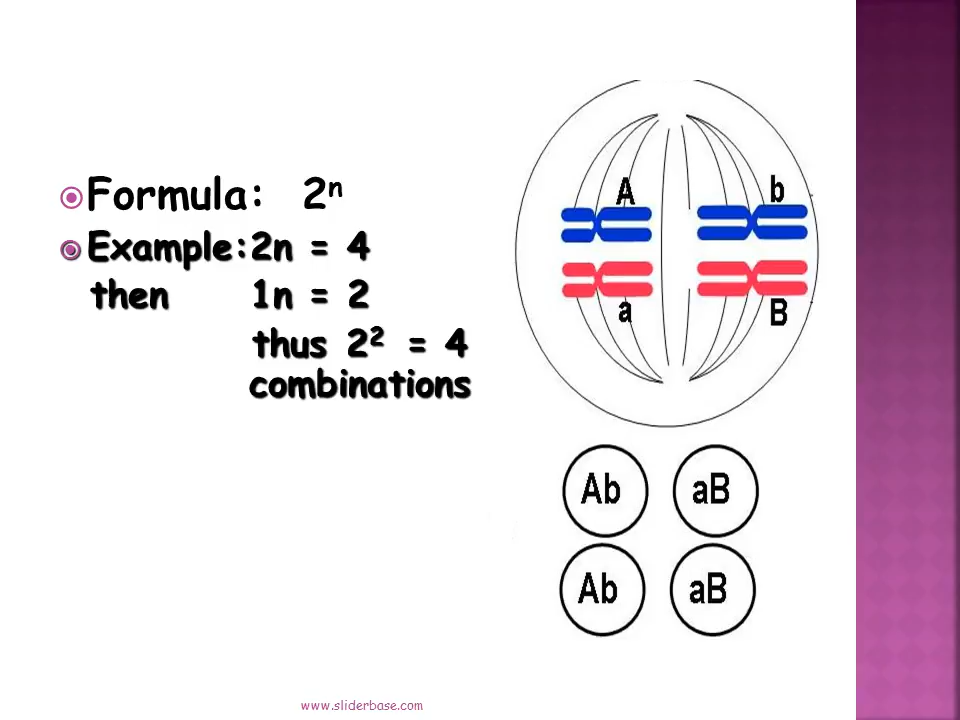 Formula: 2ⁿ
Example:2n = 4
then 1n = 2
thus 2² = 4
combinations
A b
a B
Ab aB
Ab aB
www.sliderbase.com